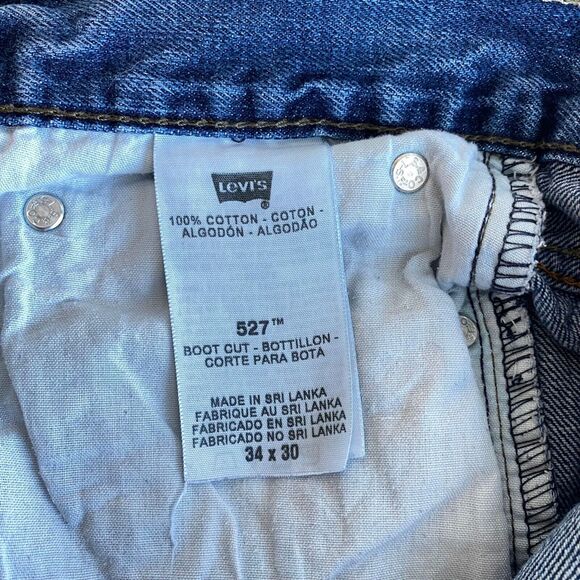 LEVI'S
®
100% COTTON - COTON -
ALGODÓN - ALGODÃO
527™
BOOT CUT - BOTTILLON -
CORTE PARA BOTA
MADE IN SRI LANKA
FABRIQUE AU SRI LANKA
FABRICADO EN SRI LANKA
FABRICADO NO SRI LANKA
34 x 30